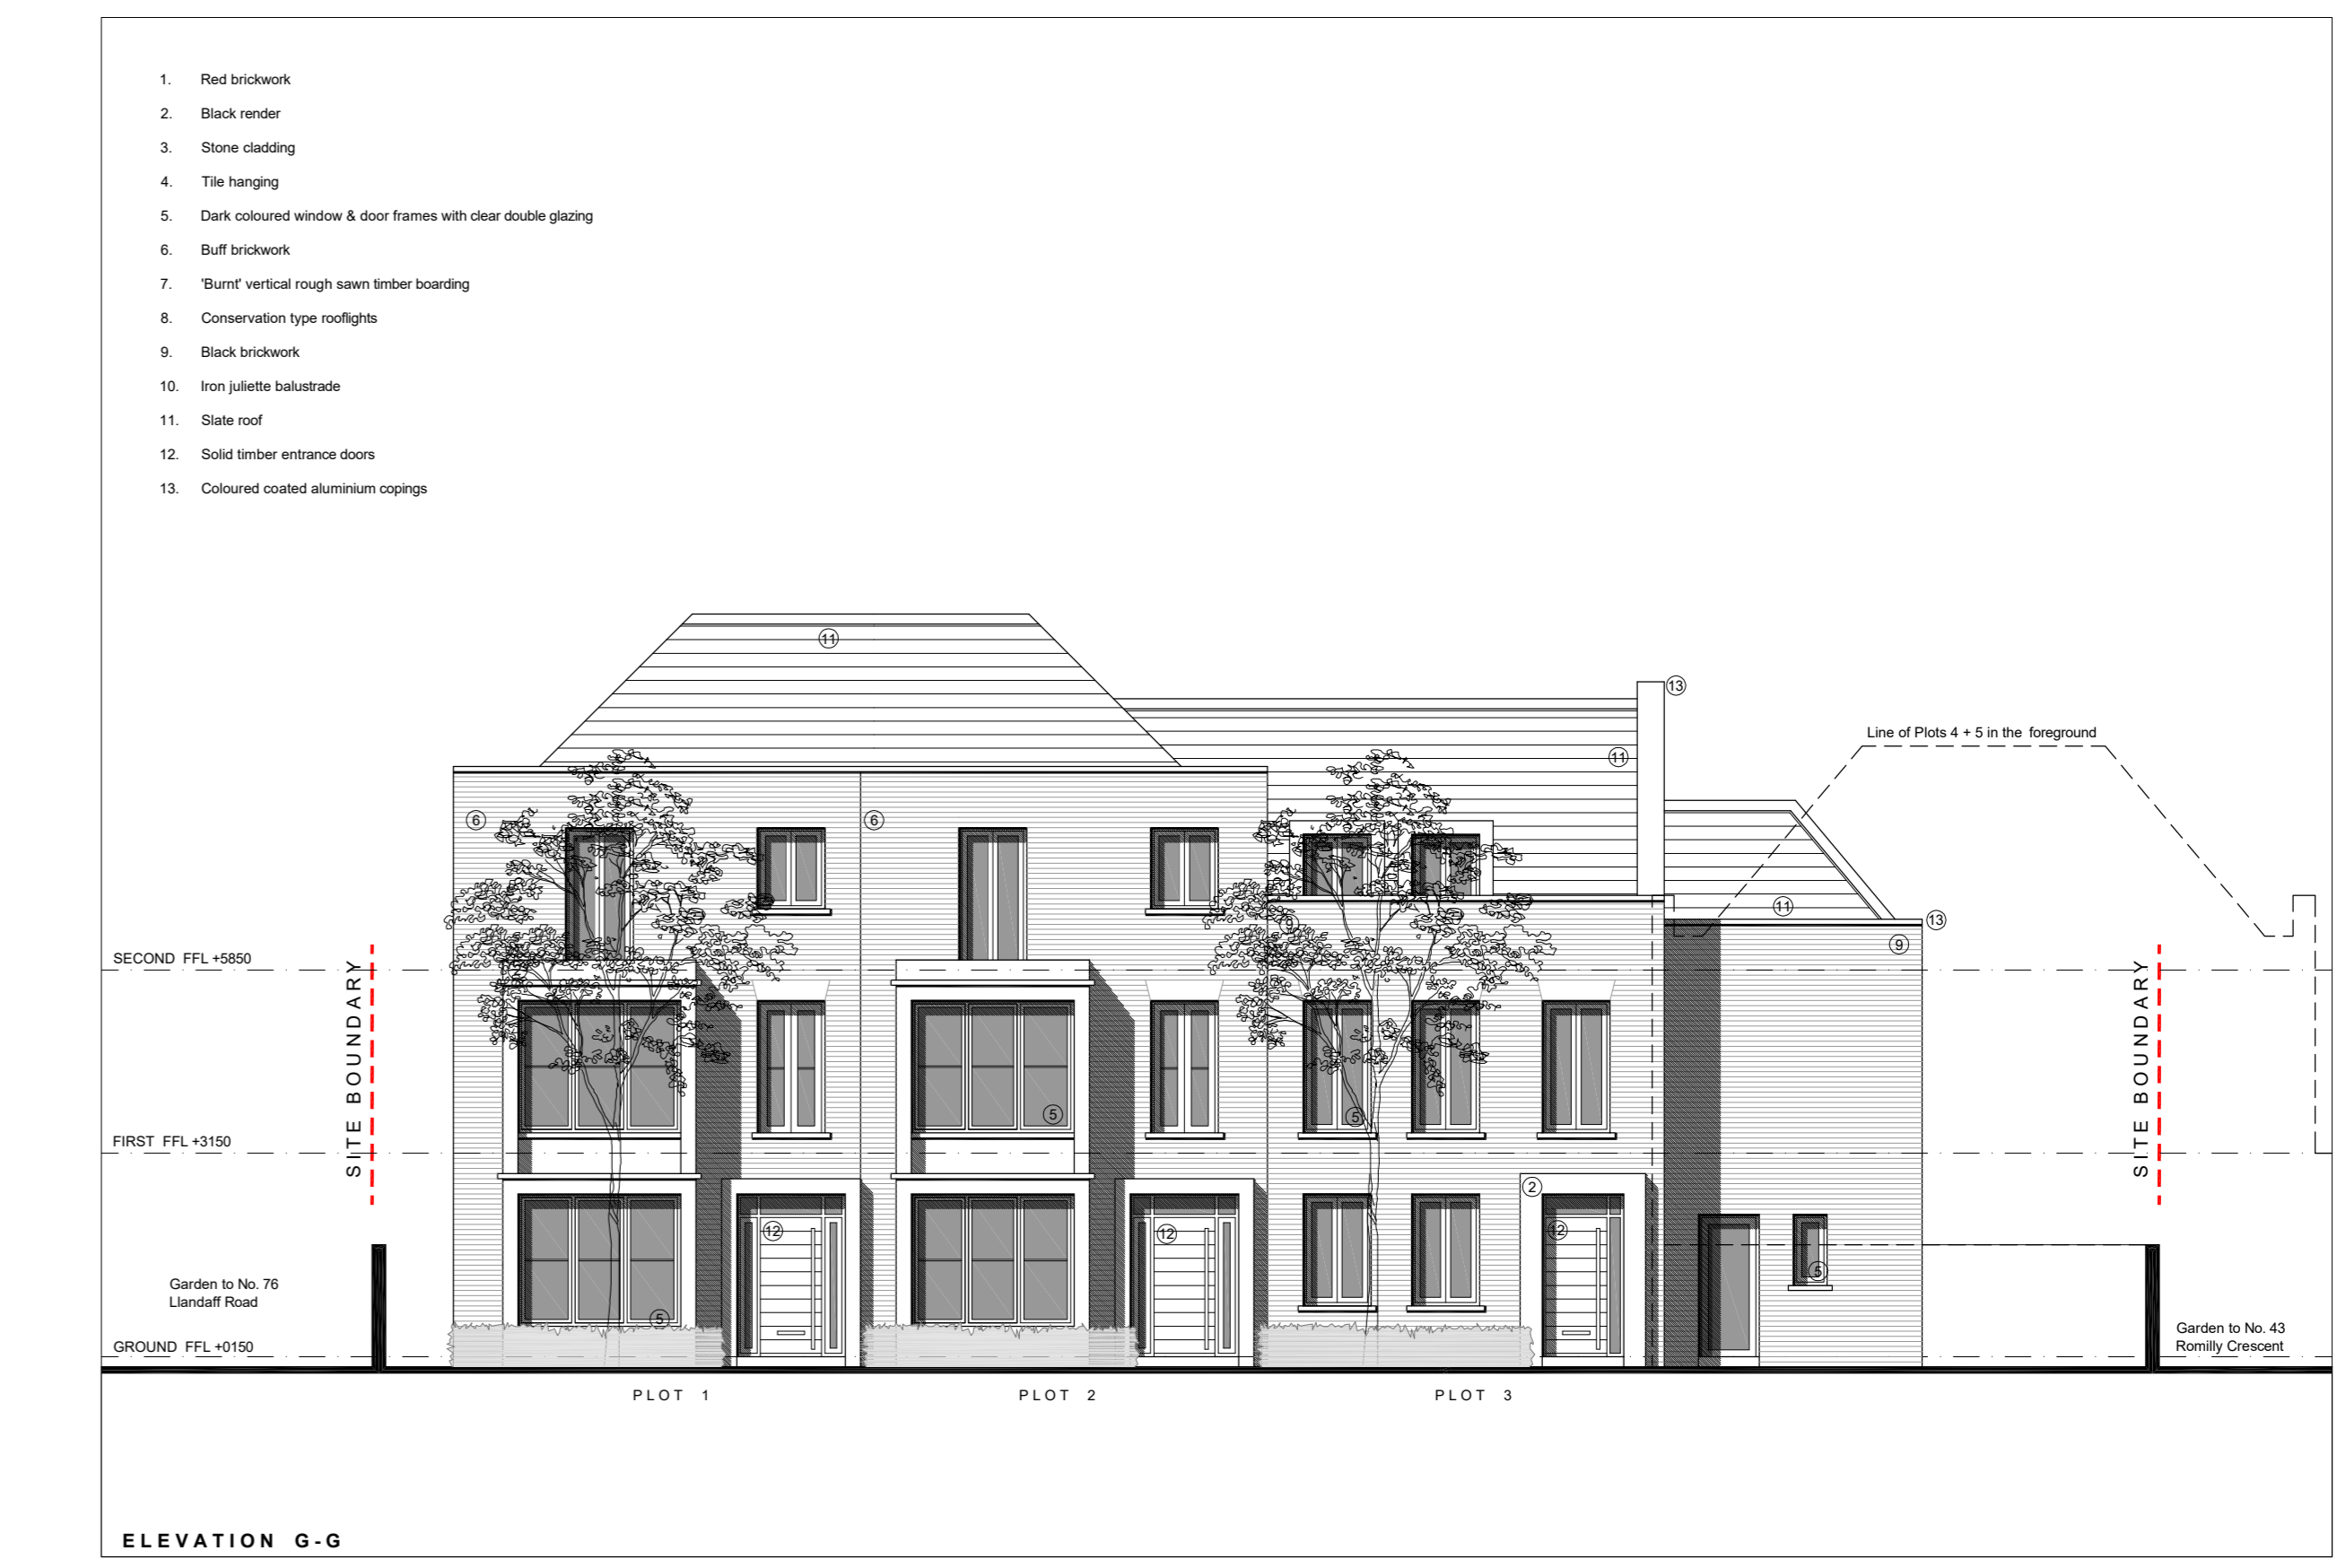 1. Red brickwork
2. Black render
3. Stone cladding
4. Tile hanging
5. Dark coloured window & door frames with clear double glazing
6. Buff brickwork
7. 'Burnt' vertical rough sawn timber boarding
8. Conservation type rooflights
9. Black brickwork
10. Iron juliette balustrade
11. Slate roof
12. Solid timber entrance doors
13. Coloured coated aluminium copings
11
13
Line of Plots 4 + 5 in the foreground
11
6
6
11
13
9
9
SECOND FFL +5850
SITE BOUNDARY
SITE BOUNDARY
5
5
FIRST FFL +3150
2
12
12
12
5
Garden to No. 76
Llandaff Road
5
Garden to No. 43
Romilly Crescent
GROUND FFL +0150
PLOT 1
PLOT 2
PLOT 3
ELEVATION G-G